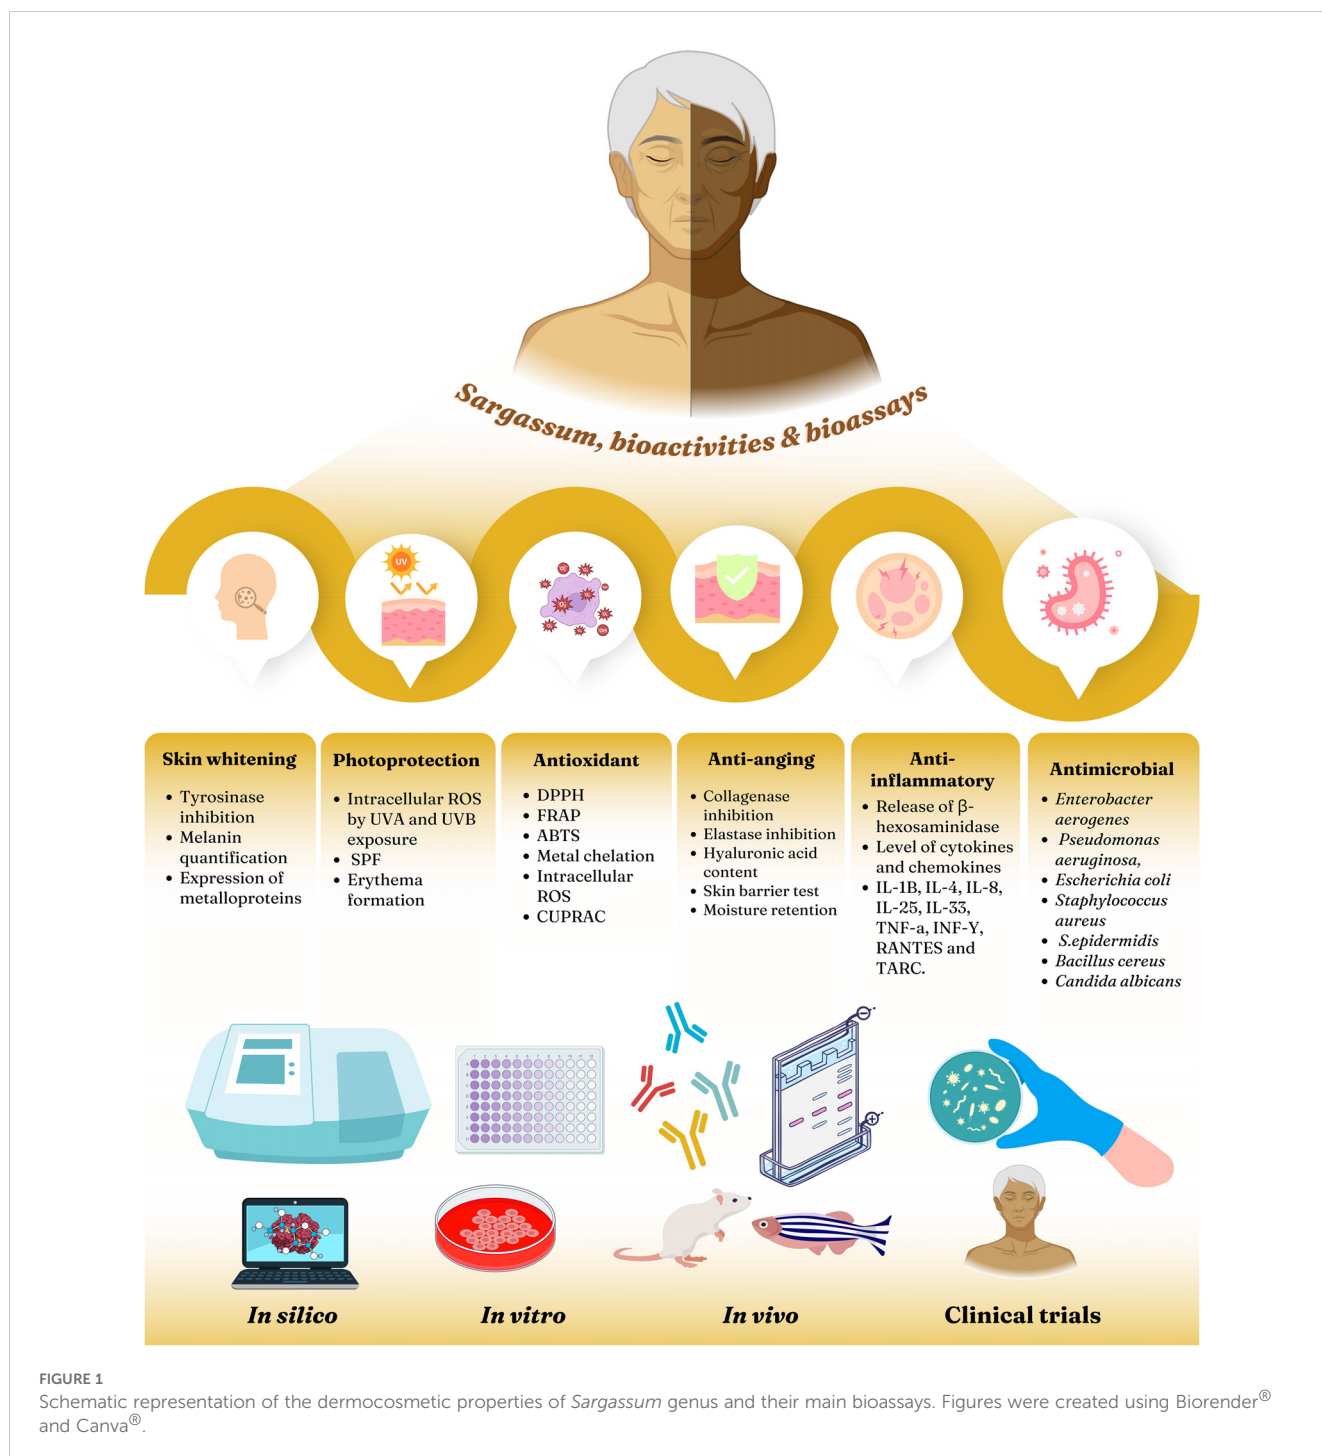 Sargassum, bioactivities & bioassays
UV
Skin whitening
• Tyrosinase
inhibition
• Melanin
quantification
• Expression of
metalloproteins
Photoprotection
• Intracellular ROS
by UVA and UVB
exposure
• SPF
• Erythema
formation
Antioxidant
• DPPH
• FRAP
• ABTS
• Metal chelation
• Intracellular
ROS
• CUPRAC
Anti-anging
• Collagenase
inhibition
• Elastase inhibition
• Hyaluronic acid
content
• Skin barrier test
• Moisture retention
Anti-
inflammatory
• Release of β-
hexosaminidase
• Level of cytokines
and chemokines
• IL-1B, IL-4, IL-8,
IL-25, IL-33,
TNF-a, INF-Y,
RANTES and
TARC.
Antimicrobial
• Enterobacter
aerogenes
• Pseudomonas
aeruginosa,
• Escherichia coli
• Staphylococcus
aureus
• S.epidermidis
• Bacillus cereus
• Candida albicans
In silico
In vitro
In vivo
Clinical trials
FIGURE 1
Schematic representation of the dermocosmetic properties of Sargassum genus and their main bioassays. Figures were created using Biorender®
and Canva®.